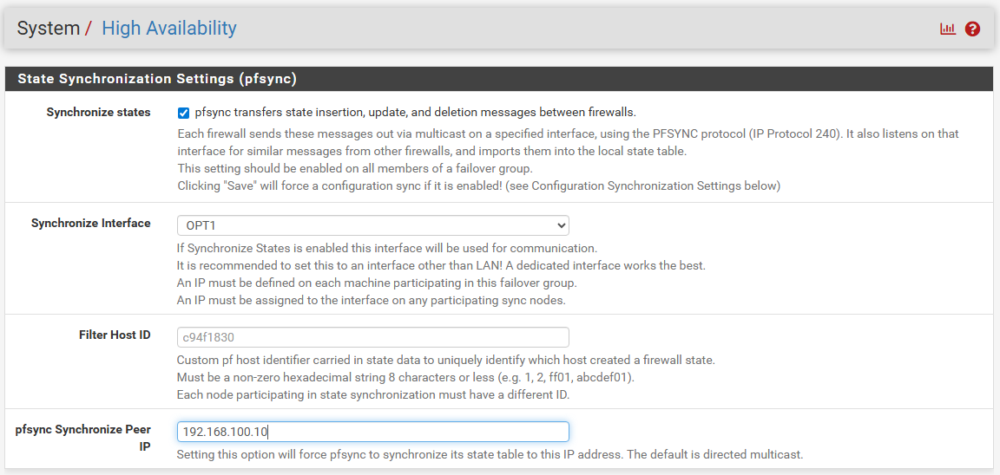 System / High Availability
State Synchronization Settings (pfsync)
Synchronize states
pfsync transfers state insertion, update, and deletion messages between firewalls.
Each firewall sends these messages out via multicast on a specified interface, using the PFSYNC protocol (IP Protocol 240). It also listens on that
interface for similar messages from other firewalls, and imports them into the local state table.
This setting should be enabled on all members of a failover group.
Clicking "Save" will force a configuration sync if it is enabled! (see Configuration Synchronization Settings below)
Synchronize Interface
OPT1
If Synchronize States is enabled this interface will be used for communication.
It is recommended to set this to an interface other than LAN! A dedicated interface works the best.
An IP must be defined on each machine participating in this failover group.
An IP must be assigned to the interface on any participating sync nodes.
Filter Host ID
c94f1830
Custom pf host identifier carried in state data to uniquely identify which host created a firewall state.
Must be a non-zero hexadecimal string 8 characters or less (e.g. 1, 2, ff01, abcdef01).
Each node participating in state synchronization must have a different ID.
pfsync Synchronize Peer
IP
192.168.100.10
Setting this option will force pfsync to synchronize its state table to this IP address. The default is directed multicast.